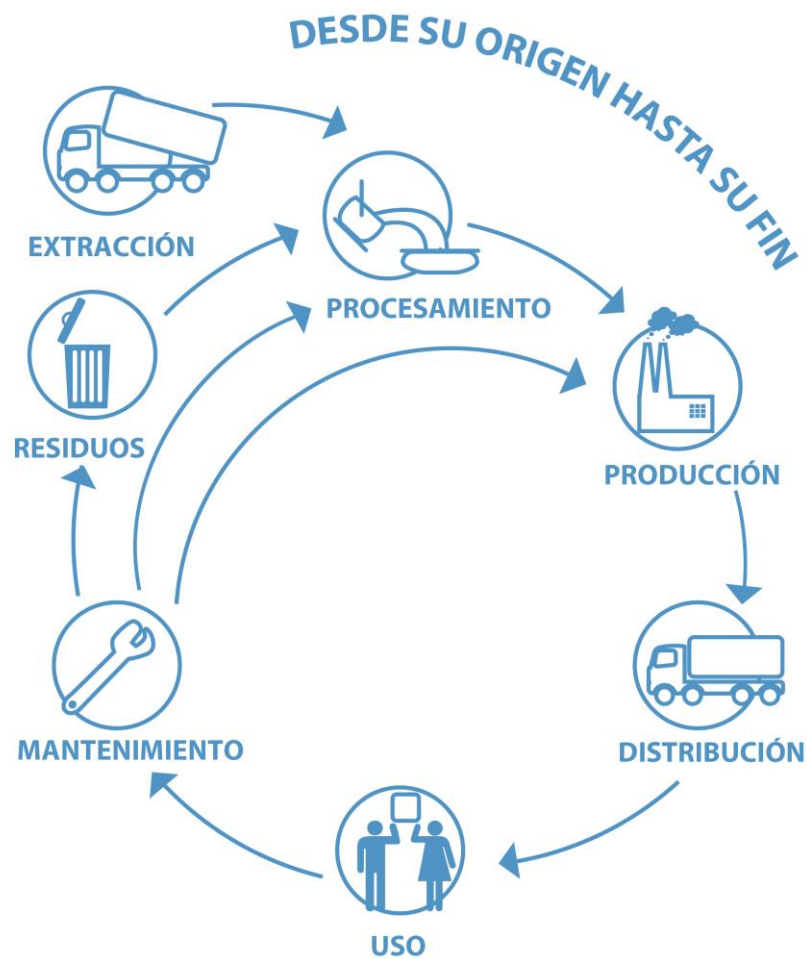 DESDE SU ORIGEN HASTA SU FIN
EXTRACCIÓN
PROCESAMIENTO
RESIDUOS
PRODUCCIÓN
MANTENIMIENTO
DISTRIBUCIÓN
USO